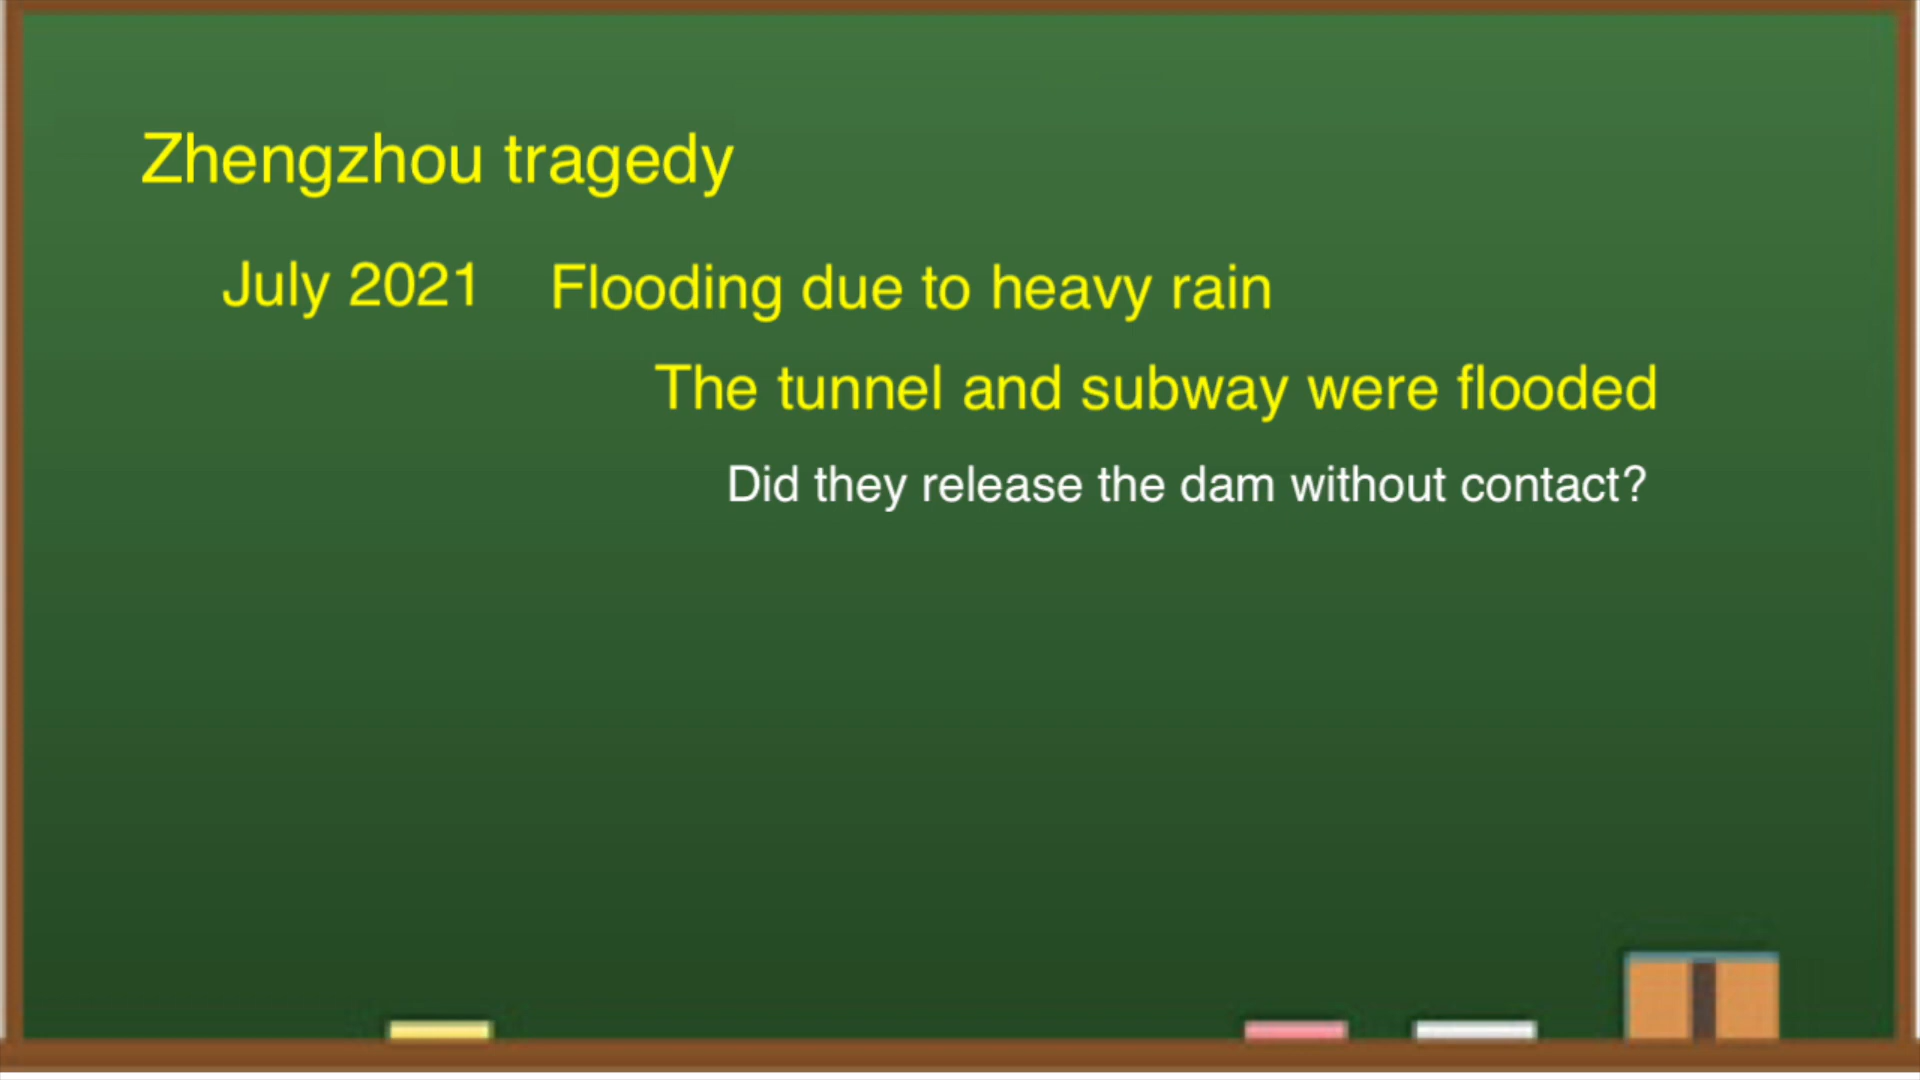 Zhengzhou tragedy
July 2021 Flooding due to heavy rain
The tunnel and subway were flooded
Did they release the dam without contact?